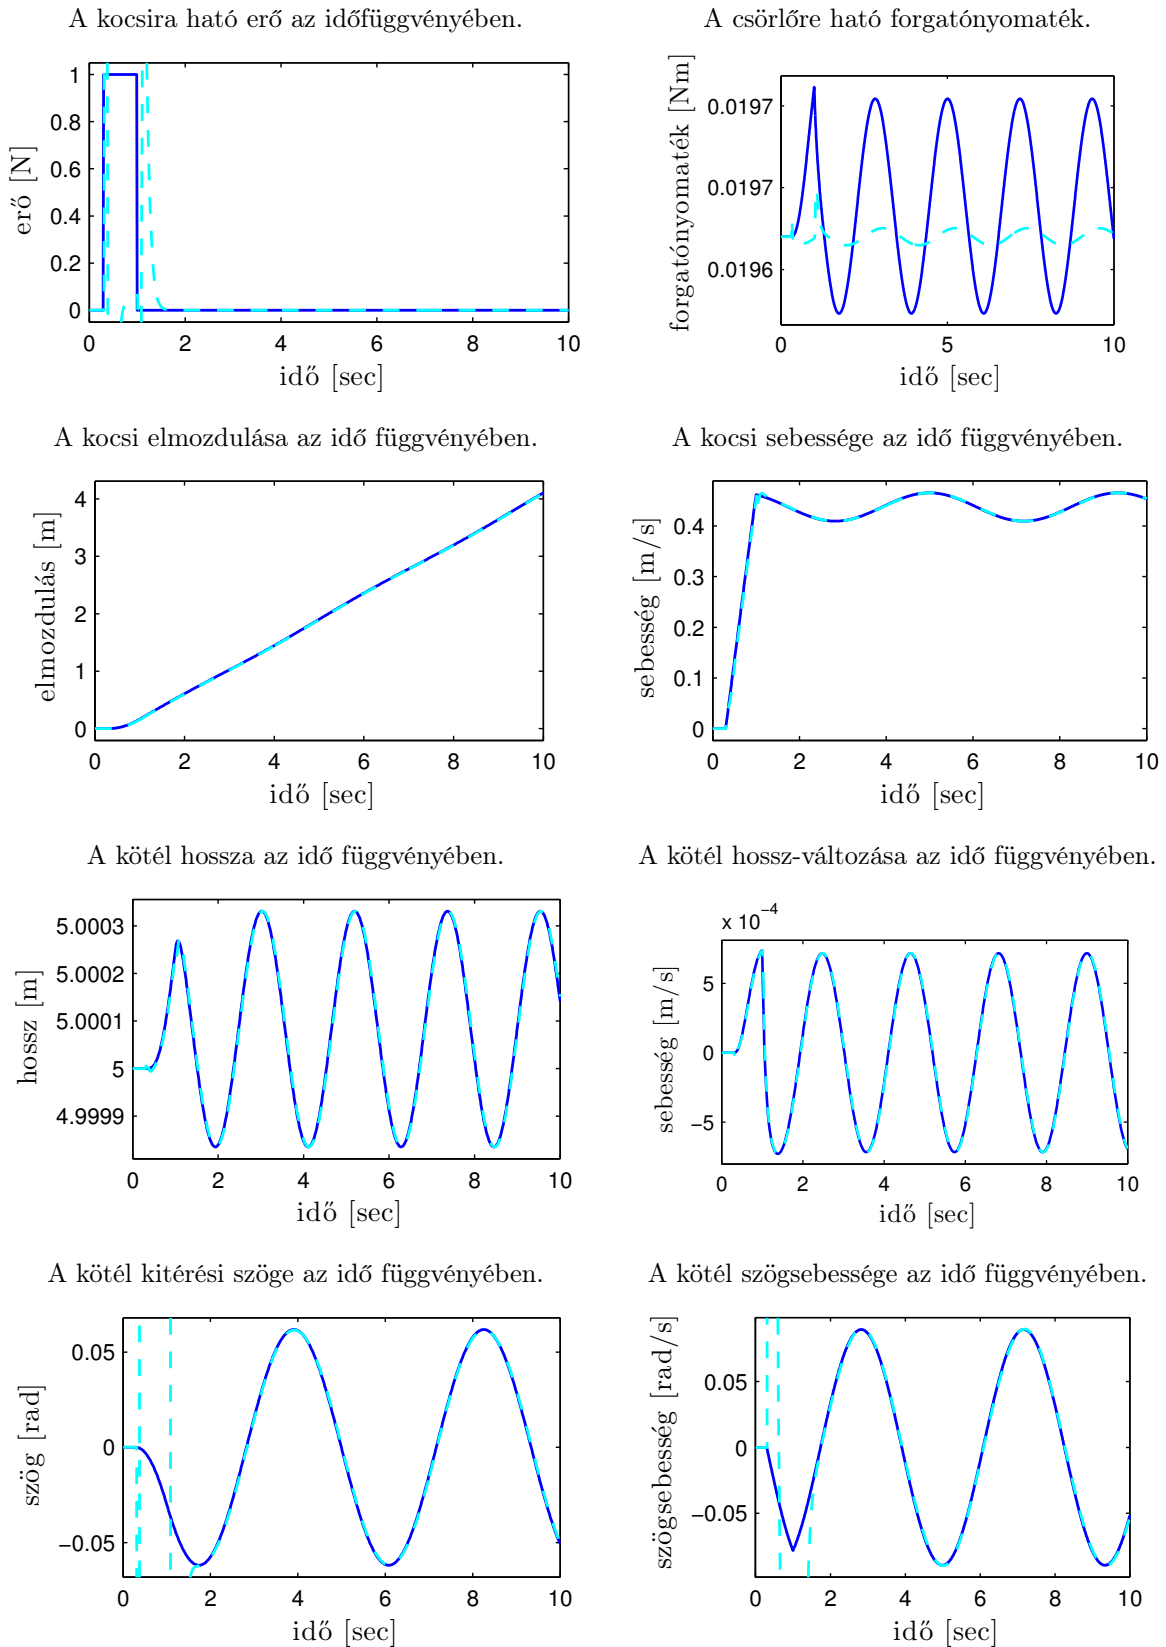 A kocsira ható erő az időfüggvényében.
erő [N]
1
0.8
0.6
0.4
0.2
0
0 2 4 6 8 10
idő [sec]
A csörlőre ható forgatónyomaték.
forgatónyomaték [Nm]
0.0197
0.0197
0.0196
0 5 10
idő [sec]
A kocsi elmozdulása az idő függvényében.
elmozdulás [m]
4
3
2
1
0
0 2 4 6 8 10
idő [sec]
A kocsi sebessége az idő függvényében.
sebesség [m/s]
0.4
0.3
0.2
0.1
0
0 2 4 6 8 10
idő [sec]
A kötél hossza az idő függvényében.
hossz [m]
5.0003
5.0002
5.0001
5
4.9999
0 2 4 6 8 10
idő [sec]
A kötél hossz-változása az idő függvényében.
x 10⁻⁴
sebesség [m/s]
5
0
−5
0 2 4 6 8 10
idő [sec]
A kötél kitérési szöge az idő függvényében.
szög [rad]
0.05
0
−0.05
0 2 4 6 8 10
idő [sec]
A kötél szögsebessége az idő függvényében.
szögsebesség [rad/s]
0.05
0
−0.05
0 2 4 6 8 10
idő [sec]